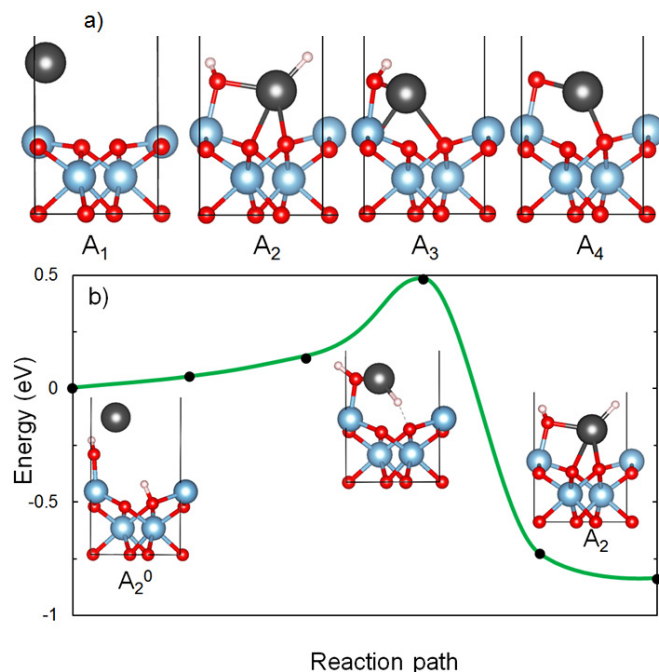 a)
A₁ A₂ A₃ A₄
b)
0.5
0
-0.5
-1
Energy (eV)
A₂⁰
A₂
Reaction path